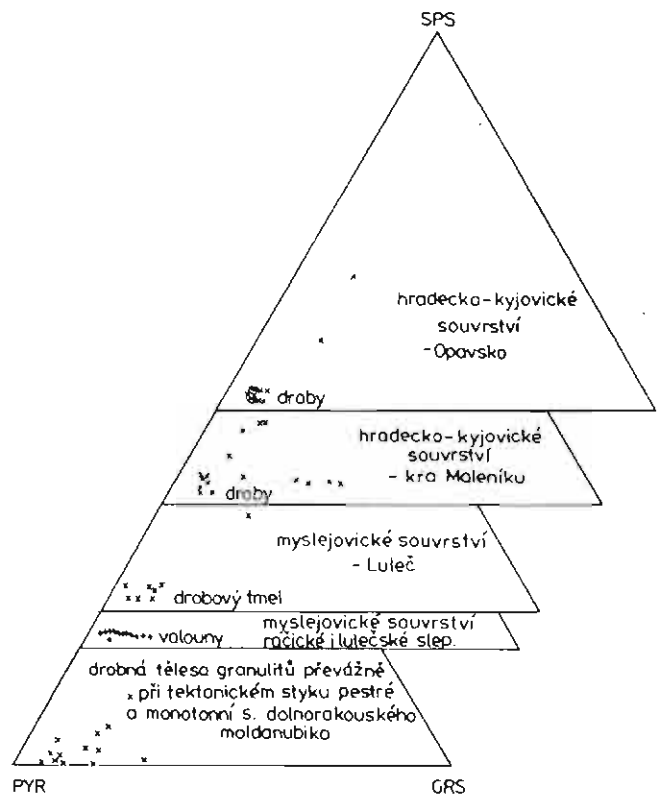 SPS
hradecko-kyjovické
souvrství
-Opavsko
droby
hradecko-kyjovické
souvrství
- kra Maleníku
droby
myslejovické souvrství
- Luleč
drobový tmel
myslejovické souvrství
račické i lulečské slep.
valouny
drobná tělesa granulitů převážně
při tektonickém styku pestré
a monotonní s. dolnorakouského
moldanubika
PYR
GRS